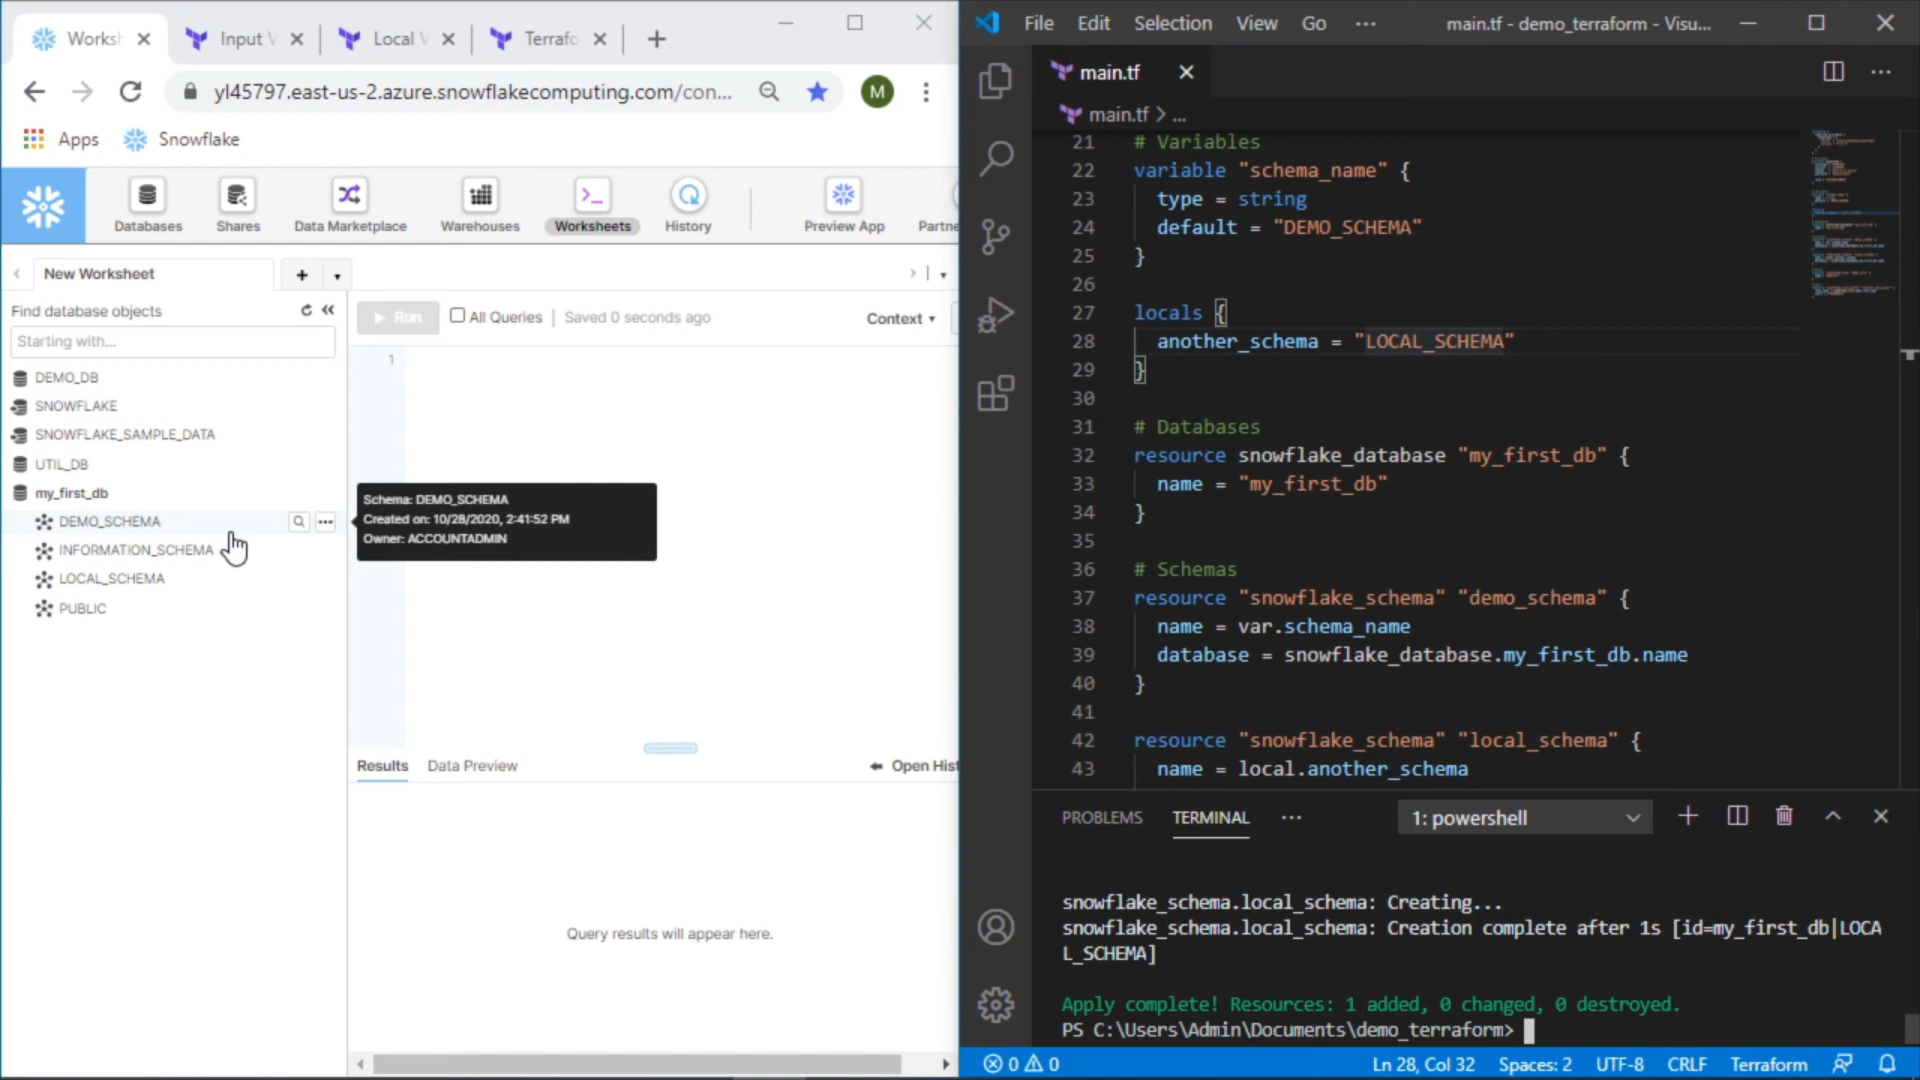 Works
Input V
Local V
Terrafo
yl45797.east-us-2.azure.snowflakecomputing.com/con...
M
Apps
Snowflake
Databases
Shares
Data Marketplace
Warehouses
Worksheets
History
Preview App
Partne
New Worksheet
Find database objects
Starting with...
DEMO_DB
SNOWFLAKE
SNOWFLAKE_SAMPLE_DATA
UTIL_DB
my_first_db
DEMO_SCHEMA
INFORMATION_SCHEMA
LOCAL_SCHEMA
PUBLIC
Run
All Queries
Saved 0 seconds ago
Context
1
Schema: DEMO_SCHEMA
Created on: 10/28/2020, 2:41:52 PM
Owner: ACCOUNTADMIN
Results
Data Preview
Open Hist
Query results will appear here.
File Edit Selection View Go ...
main.tf - demo_terraform - Visu...
main.tf
main.tf > ...
21 # Variables
22 variable "schema_name" {
23 type = string
24 default = "DEMO_SCHEMA"
25 }
26
27 locals {
28 another_schema = "LOCAL_SCHEMA"
29 }
30
31 # Databases
32 resource snowflake_database "my_first_db" {
33 name = "my_first_db"
34 }
35
36 # Schemas
37 resource "snowflake_schema" "demo_schema" {
38 name = var.schema_name
39 database = snowflake_database.my_first_db.name
40 }
41
42 resource "snowflake_schema" "local_schema" {
43 name = local.another_schema
PROBLEMS TERMINAL ...
1: powershell
snowflake_schema.local_schema: Creating...
snowflake_schema.local_schema: Creation complete after 1s [id=my_first_db|LOCA
L_SCHEMA]
Apply complete! Resources: 1 added, 0 changed, 0 destroyed.
PS C:\Users\Admin\Documents\demo_terraform>
0 0
Ln 28, Col 32
Spaces: 2
UTF-8
CRLF
Terraform